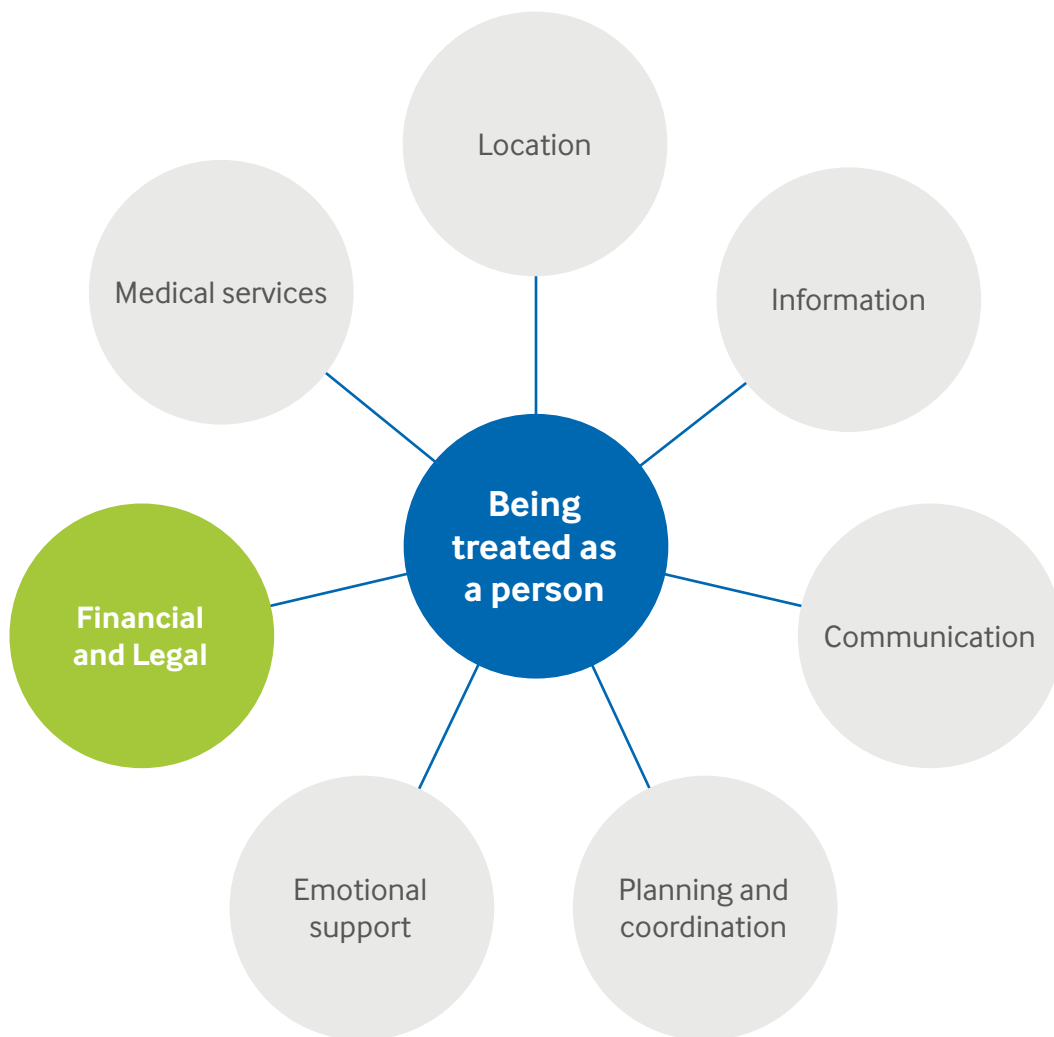 Location
Medical services
Information
Being
treated as
a person
Financial
and Legal
Communication
Emotional
support
Planning and
coordination